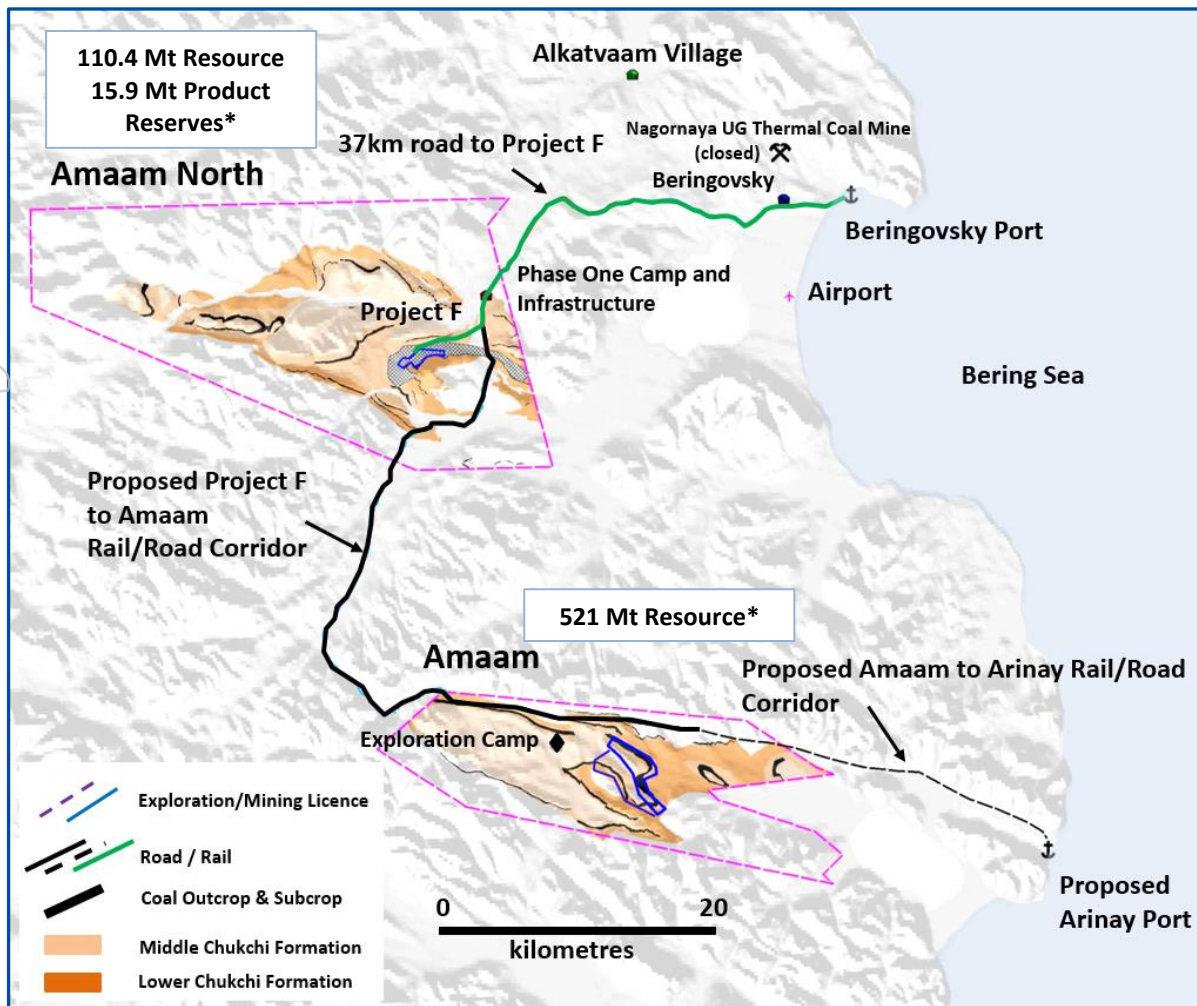 110.4 Mt Resource
15.9 Mt Product
Reserves*
Amaam North
Alkatvaam Village
37km road to Project F
Nagornaya UG Thermal Coal Mine
(closed)
Beringovsky
Beringovsky Port
Phase One Camp and
Infrastructure
Airport
Project F
Bering Sea
Proposed Project F
to Amaam
Rail/Road Corridor
521 Mt Resource*
Amaam
Proposed Amaam to Arinay Rail/Road
Corridor
Exploration Camp
Proposed
Arinay Port
Exploration/Mining Licence
Road / Rail
Coal Outcrop & Subcrop
Middle Chukchi Formation
Lower Chukchi Formation
0 20
kilometres